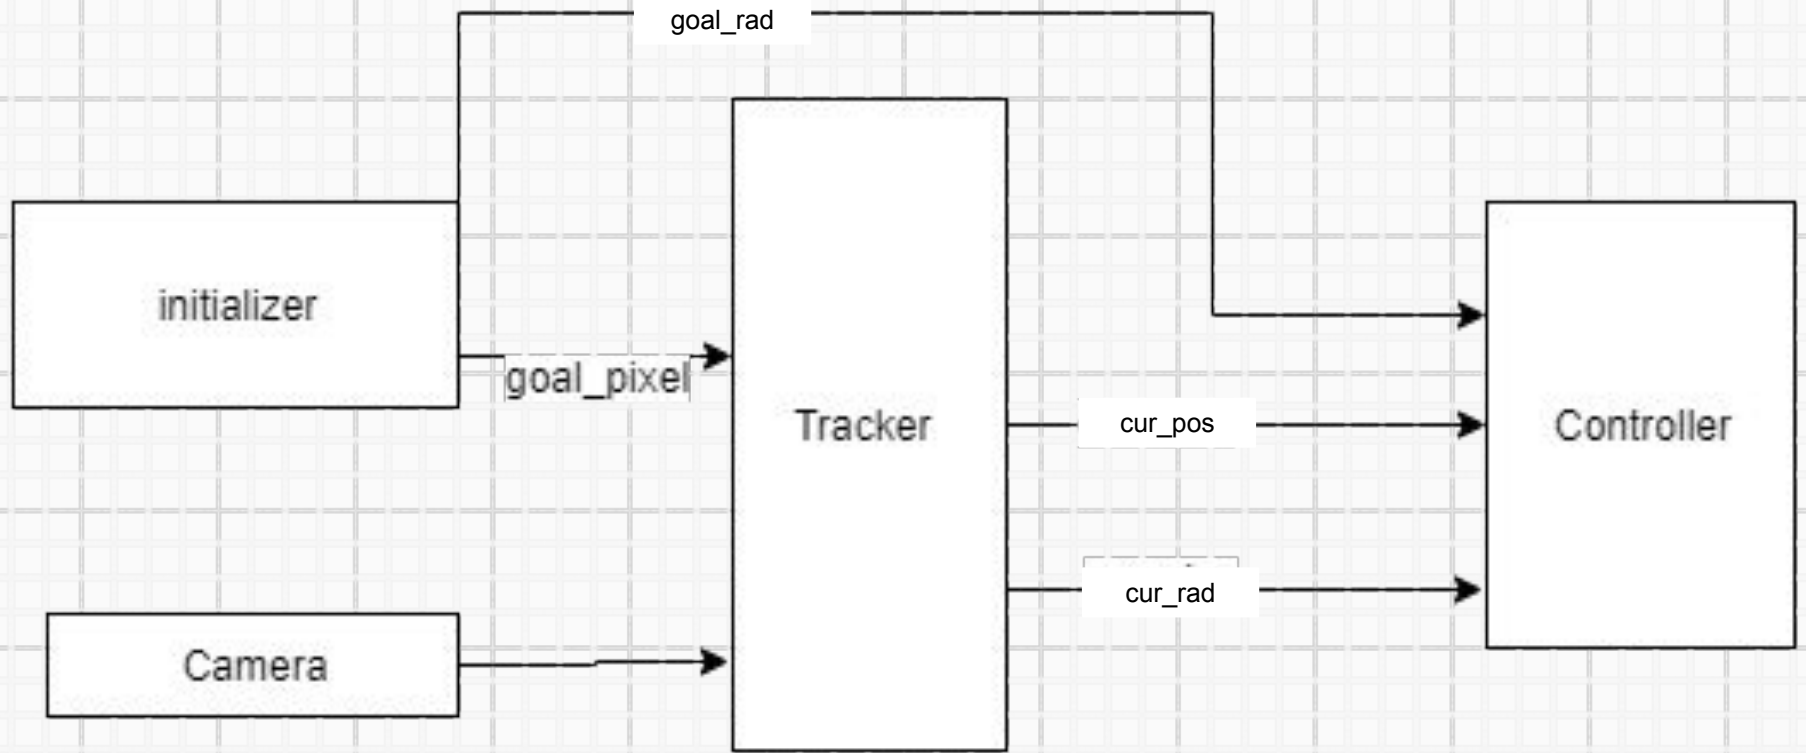 goal_rad
initializer
goal_pixel
Tracker
cur_pos
Controller
cur_rad
Camera